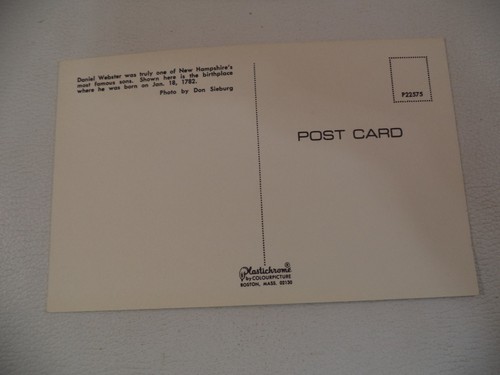 Daniel Webster was truly one of New Hampshire's
most famous sons. Shown here is the birthplace
where he was born on Jan. 18, 1782.
Photo by Don Sieburg
P22575
POST CARD
Plastichrome ®
by COLOURPICTURE
BOSTON, MASS. 02130